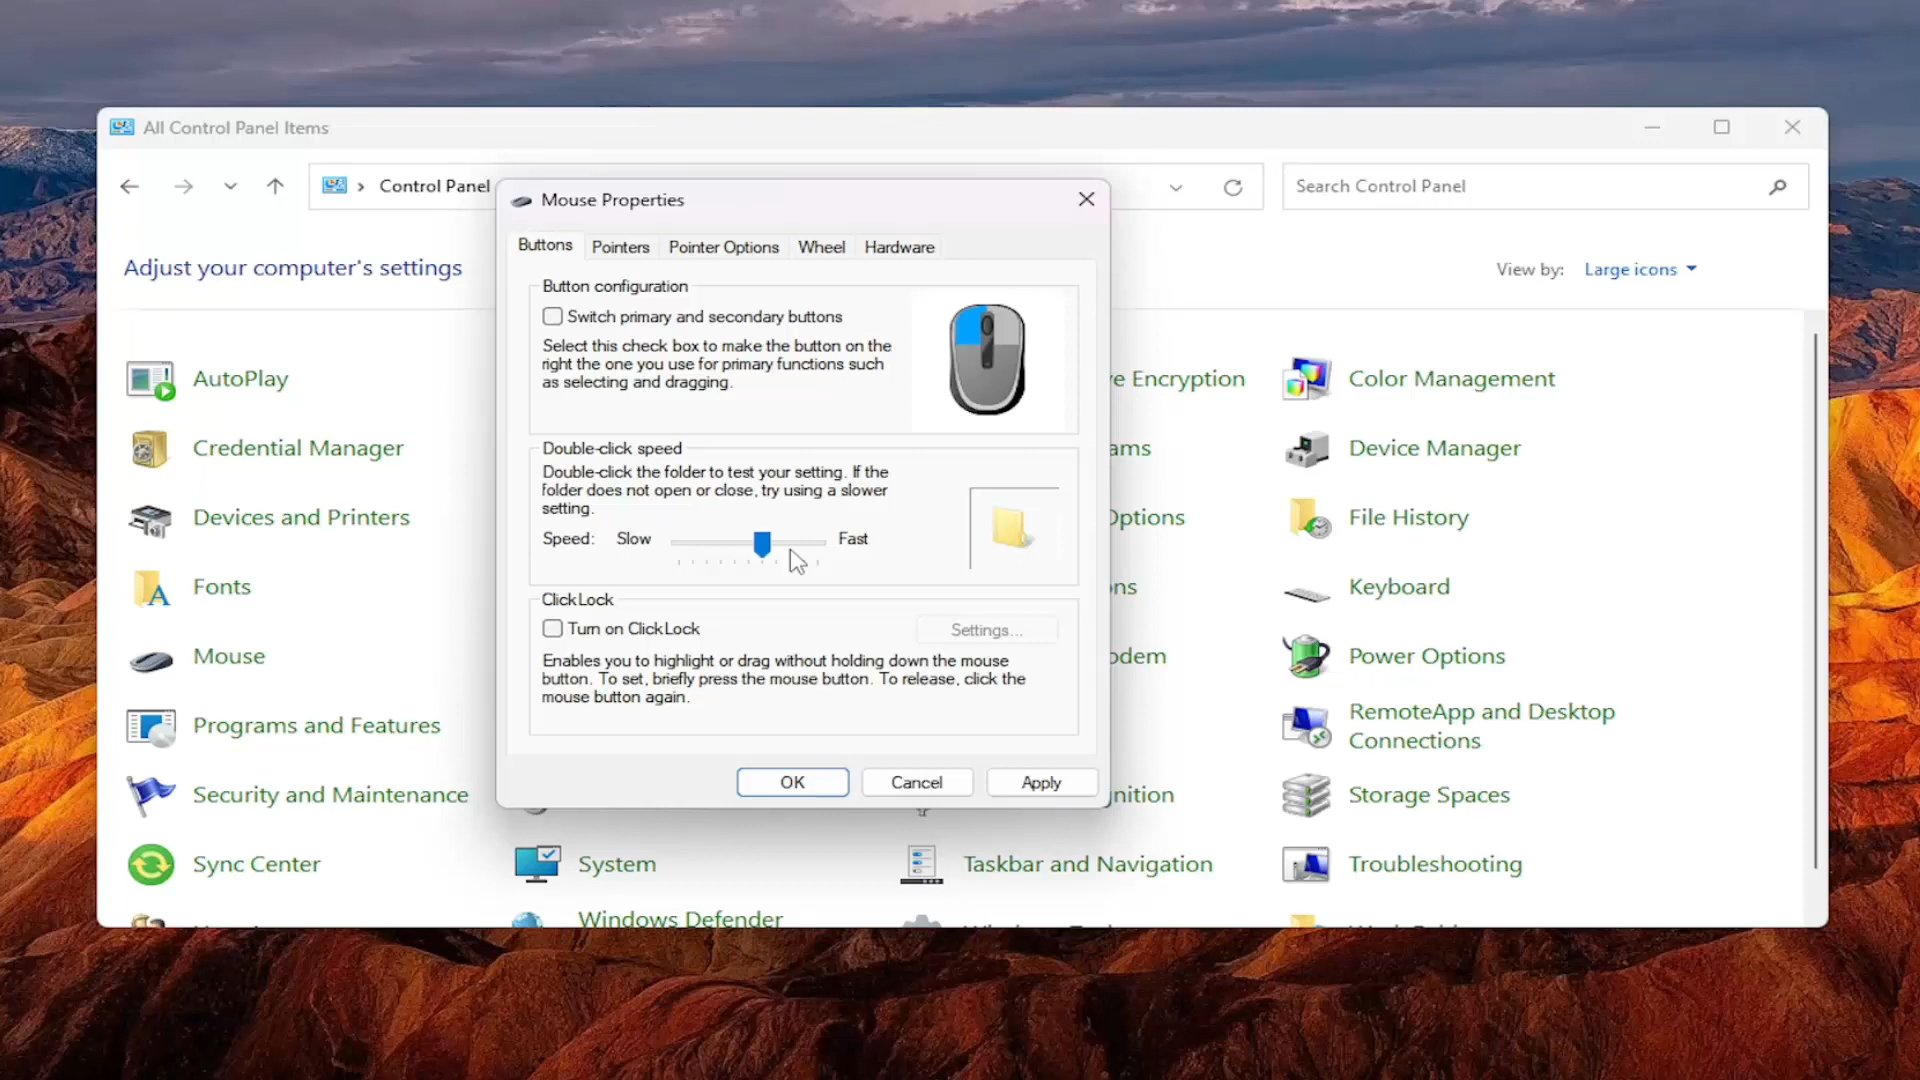 All Control Panel Items
Control Panel
Search Control Panel
Mouse Properties
Buttons Pointers Pointer Options Wheel Hardware
Adjust your computer's settings
View by: Large icons
Button configuration
Switch primary and secondary buttons
Select this check box to make the button on the
right the one you use for primary functions such
as selecting and dragging.
Double-click speed
Double-click the folder to test your setting. If the
folder does not open or close, try using a slower
setting.
Speed: Slow Fast
ClickLock
Turn on ClickLock
Settings...
Enables you to highlight or drag without holding down the mouse
button. To set, briefly press the mouse button. To release, click the
mouse button again.
OK Cancel Apply
AutoPlay
Encryption
Color Management
Credential Manager
Device Manager
Devices and Printers
Options
File History
Fonts
Keyboard
Mouse
Power Options
Programs and Features
RemoteApp and Desktop
Connections
Security and Maintenance
Storage Spaces
Sync Center
System
Taskbar and Navigation
Troubleshooting
Windows Defender